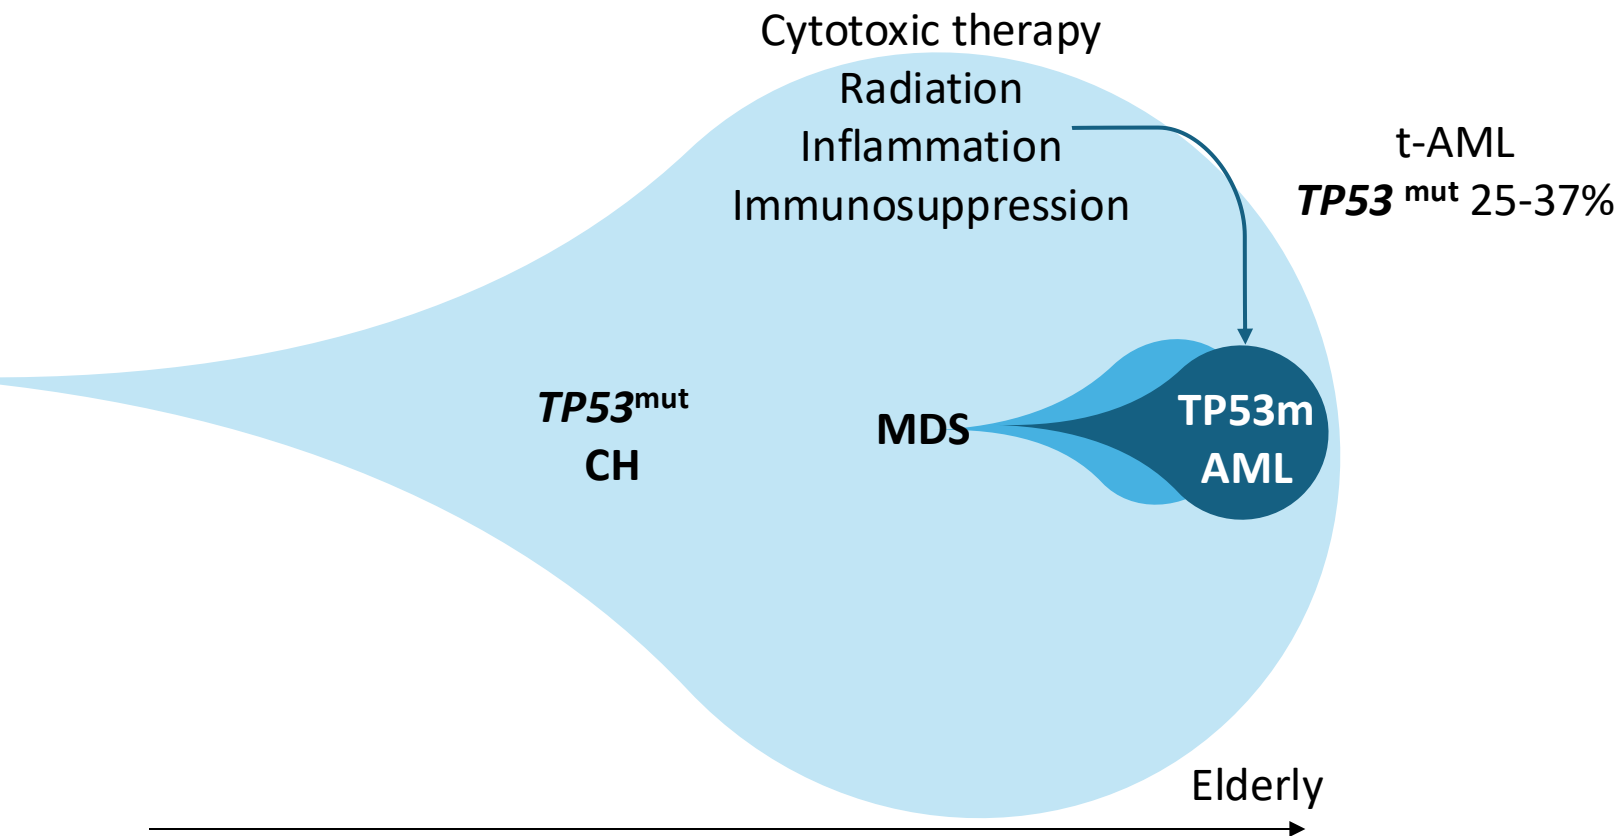 Cytotoxic therapy
Radiation
Inflammation
Immunosuppression
t-AML
TP53 mut 25-37%
TP53mut
CH
MDS
TP53m
AML
Elderly